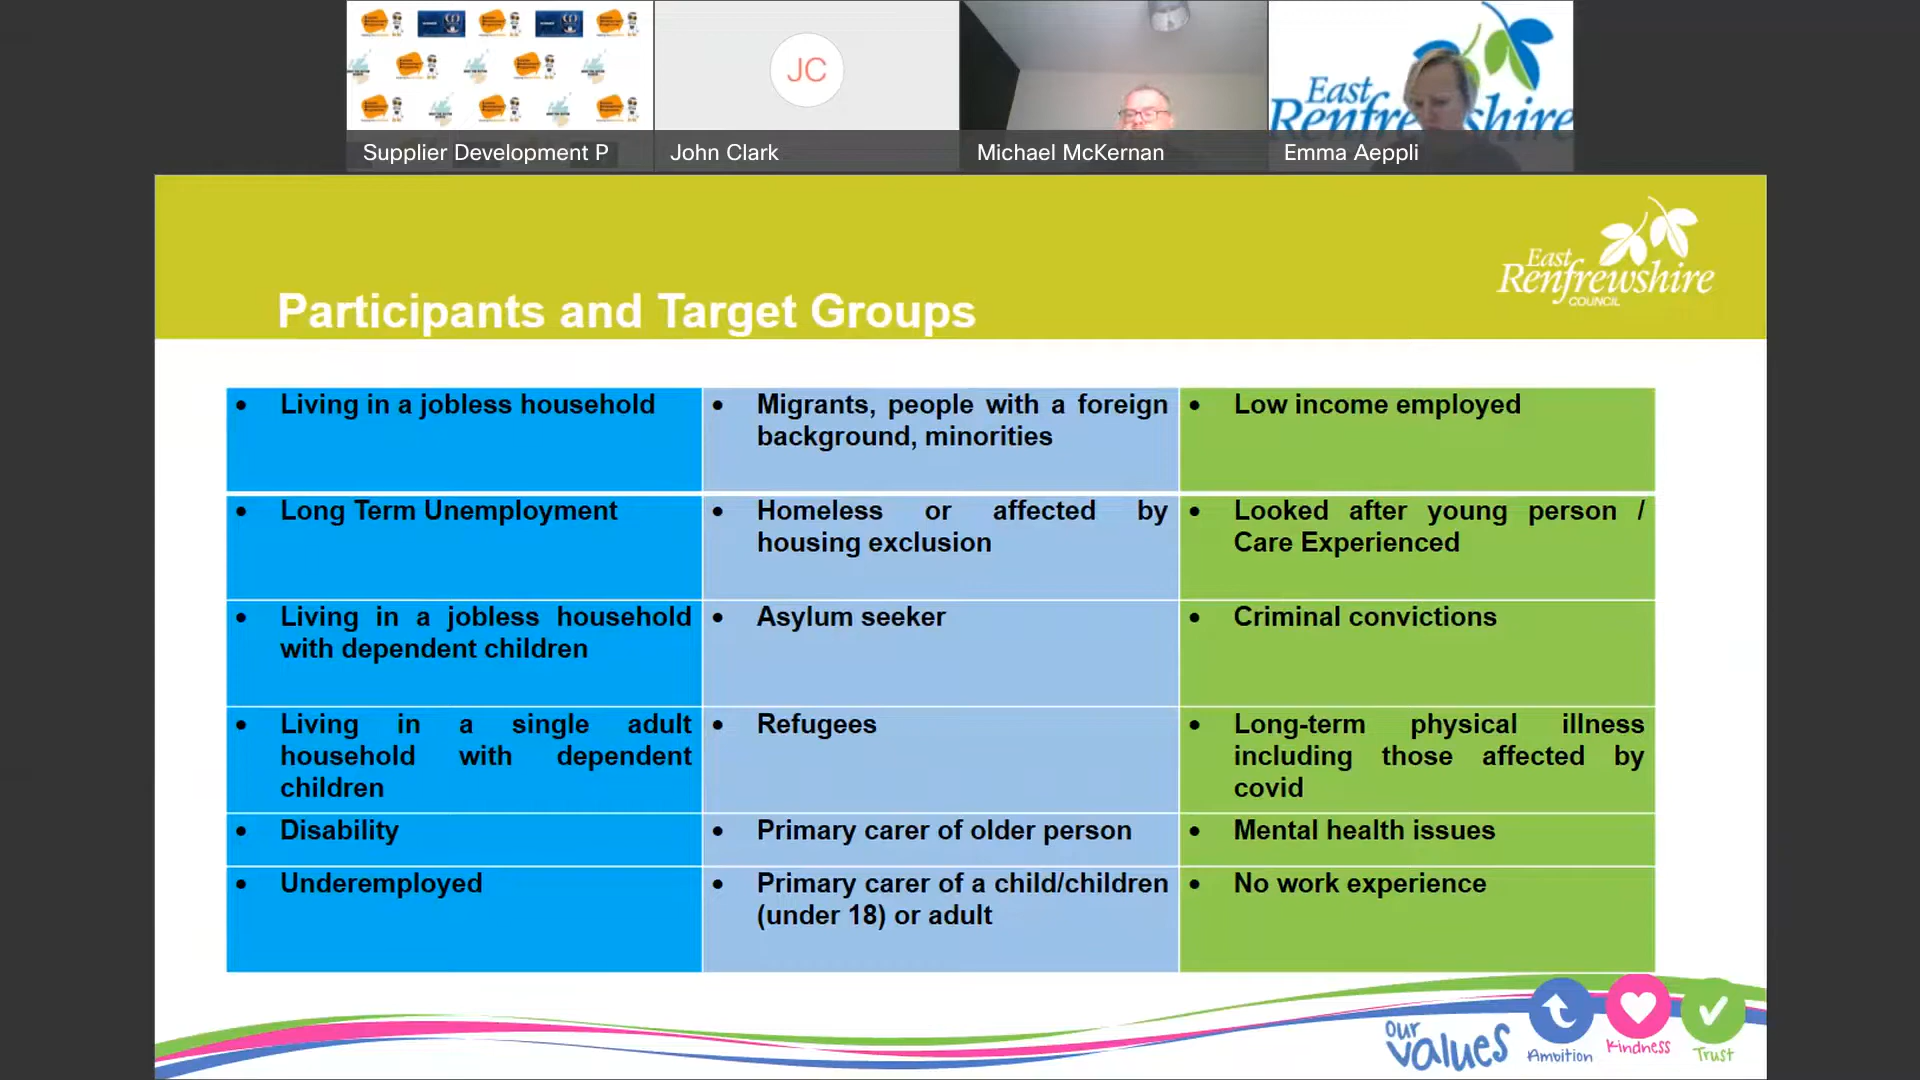 JC
Supplier Development P
John Clark
Michael McKernan
East
Renfrewshire
Emma Aeppli
East
Renfrewshire
COUNCIL
Participants and Target Groups
• Living in a jobless household
• Migrants, people with a foreign
background, minorities
• Low income employed
• Long Term Unemployment
• Homeless or affected by
housing exclusion
• Looked after young person /
Care Experienced
• Living in a jobless household
with dependent children
• Asylum seeker
• Criminal convictions
• Living in a single adult
household with dependent
children
• Refugees
• Long-term physical illness
including those affected by
covid
• Disability
• Primary carer of older person
• Mental health issues
• Underemployed
• Primary carer of a child/children
(under 18) or adult
• No work experience
our
values
Ambition
Kindness
Trust